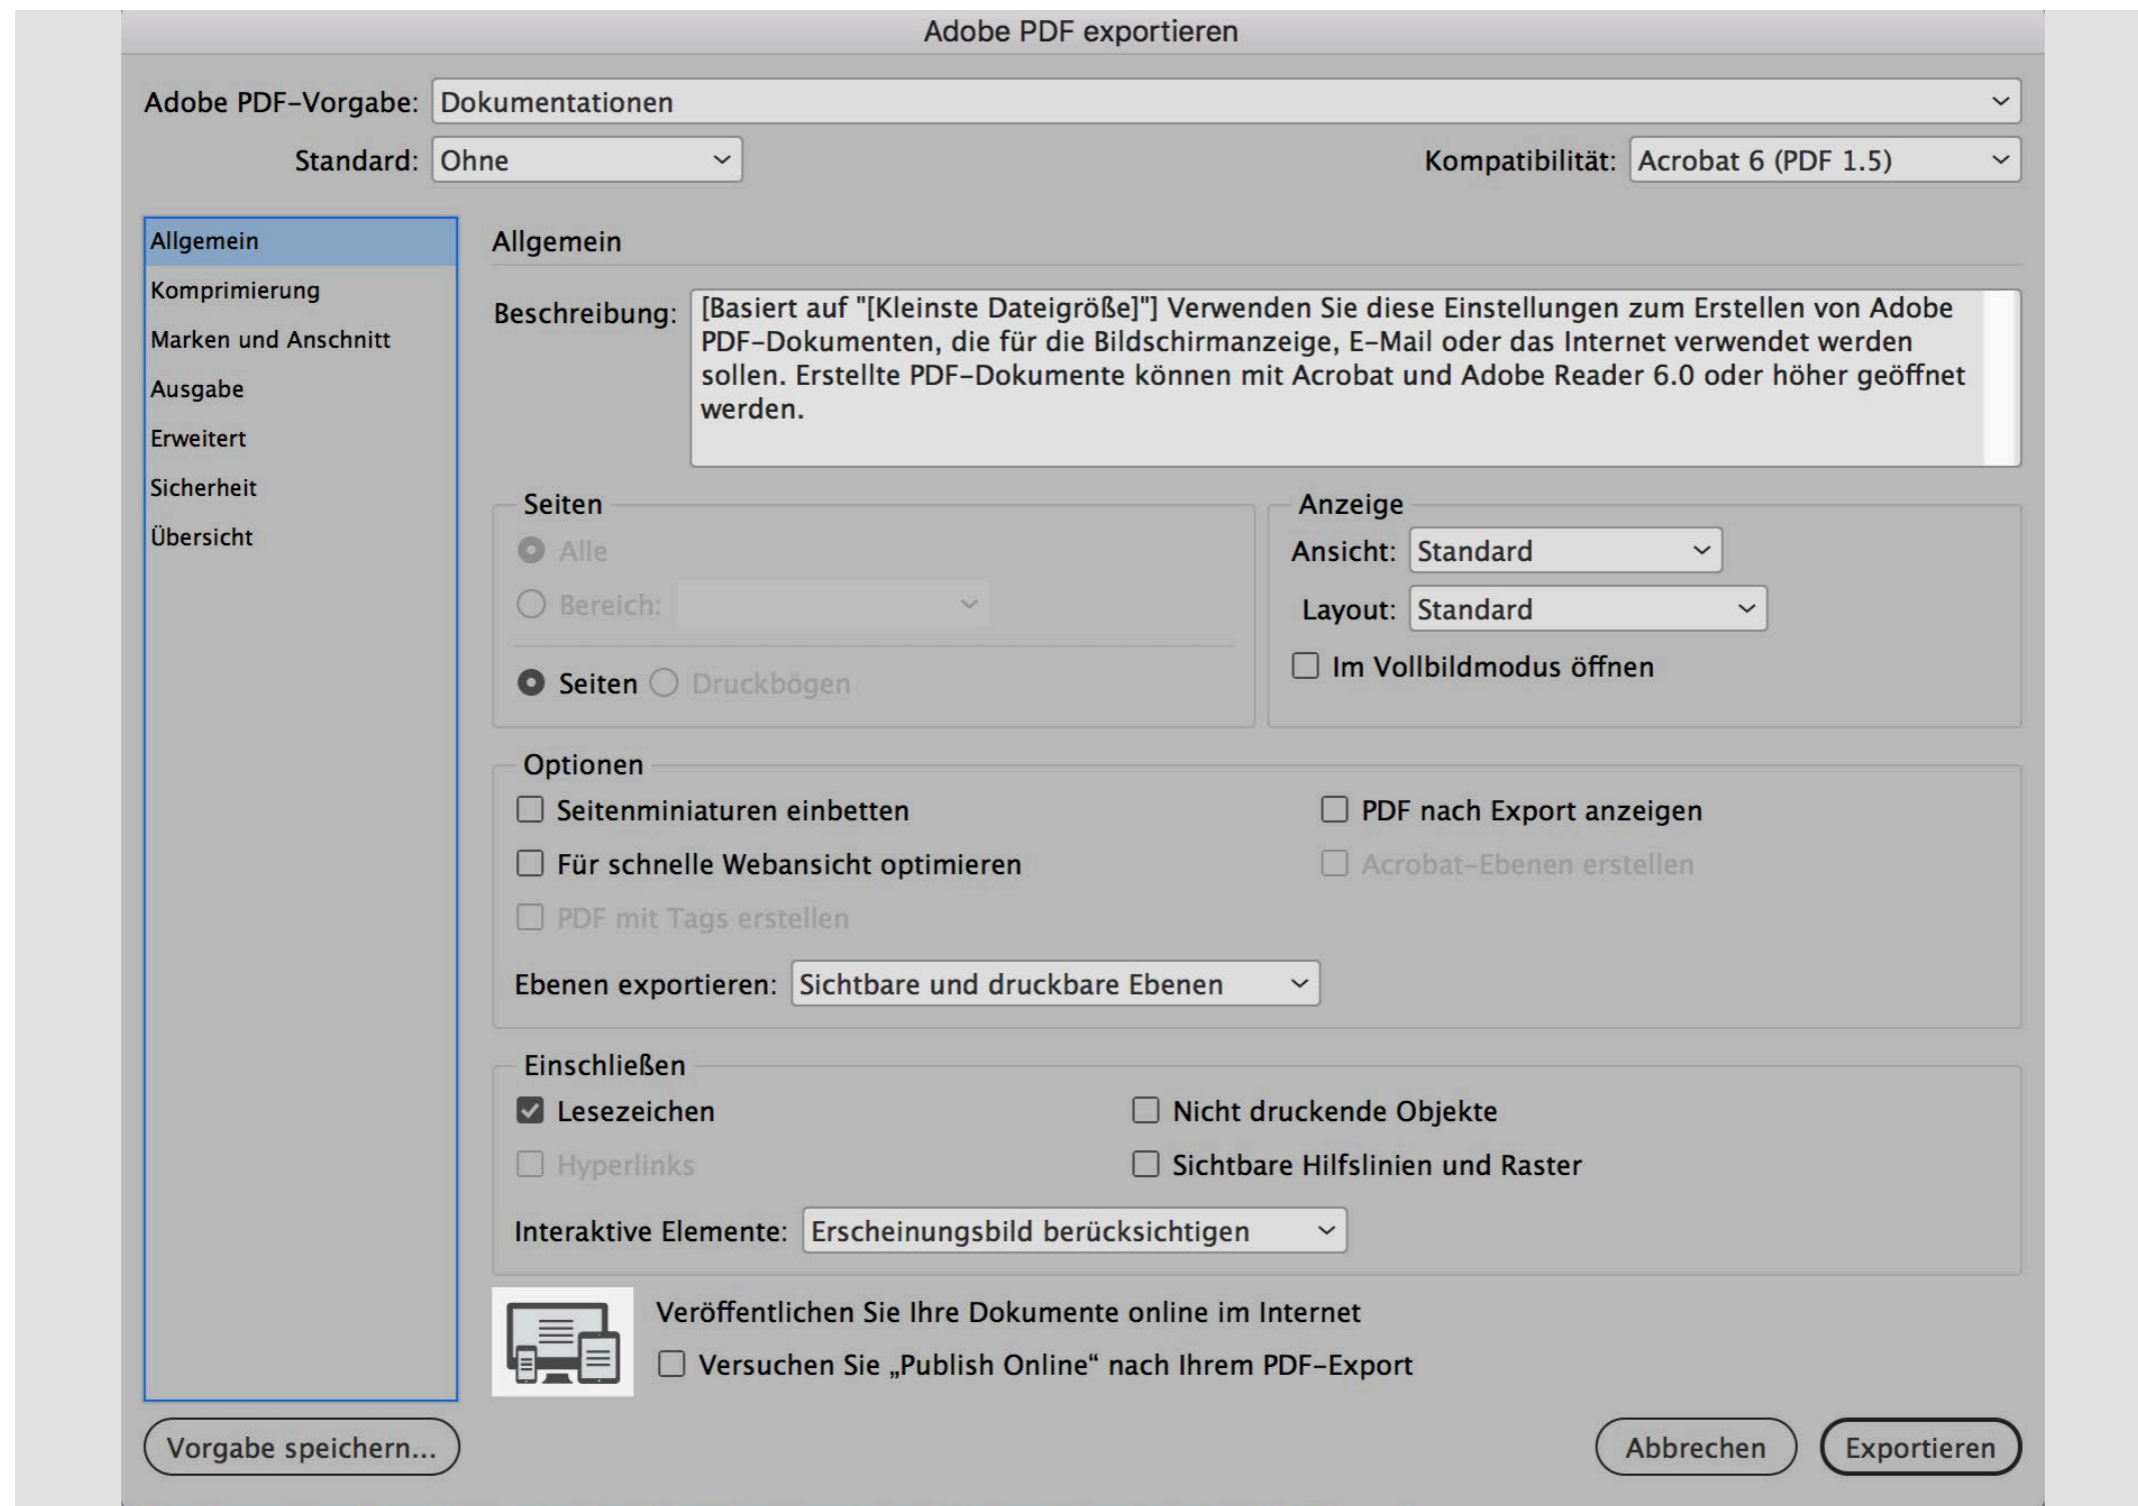 Adobe PDF exportieren
Adobe PDF-Vorgabe: Dokumentationen
Standard: Ohne
Kompatibilität: Acrobat 6 (PDF 1.5)
Allgemein
Komprimierung
Marken und Anschnitt
Ausgabe
Erweitert
Sicherheit
Übersicht
Allgemein
Beschreibung: [Basiert auf "[Kleinste Dateigröße]"] Verwenden Sie diese Einstellungen zum Erstellen von Adobe
PDF-Dokumenten, die für die Bildschirmanzeige, E-Mail oder das Internet verwendet werden
sollen. Erstellte PDF-Dokumente können mit Acrobat und Adobe Reader 6.0 oder höher geöffnet
werden.
Seiten
Alle
Bereich:
Seiten Druckbögen
Anzeige
Ansicht: Standard
Layout: Standard
Im Vollbildmodus öffnen
Optionen
Seitenminiaturen einbetten
PDF nach Export anzeigen
Für schnelle Webansicht optimieren
Acrobat-Ebenen erstellen
PDF mit Tags erstellen
Ebenen exportieren: Sichtbare und druckbare Ebenen
Einschließen
Lesezeichen
Nicht druckende Objekte
Hyperlinks
Sichtbare Hilfslinien und Raster
Interaktive Elemente: Erscheinungsbild berücksichtigen
Veröffentlichen Sie Ihre Dokumente online im Internet
Versuchen Sie „Publish Online“ nach Ihrem PDF-Export
Vorgabe speichern...
Abbrechen
Exportieren